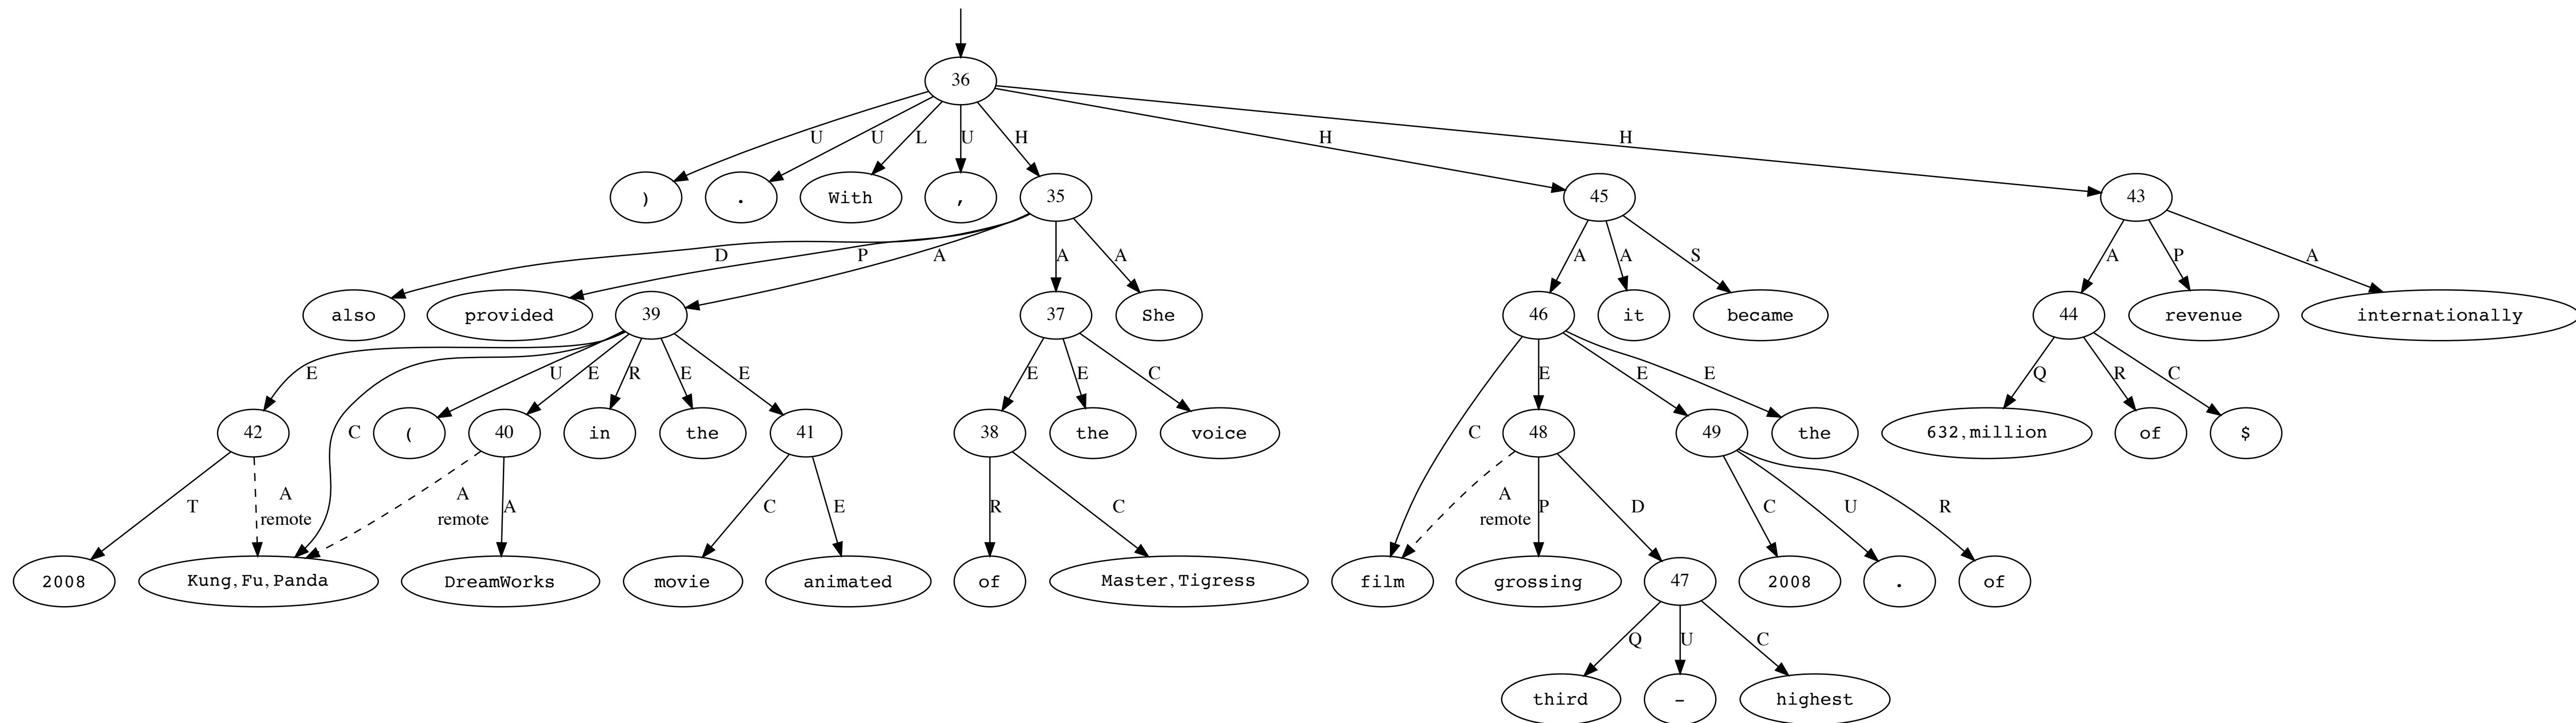 36
U U L U H H H
) . With , 35 45 43
D P A A A A A S A P A
also provided 39 37 She 46 it became 44 revenue internationally
E C U E R E E E E C C E E E Q R C
42 ( 40 in the 41 38 the voice 48 49 the 632,million of $
T A remote A remote A C E R C A remote P D C U R
2008 Kung,Fu,Panda DreamWorks movie animated of Master,Tigress film grossing 47 2008 . of
Q U C
third - highest